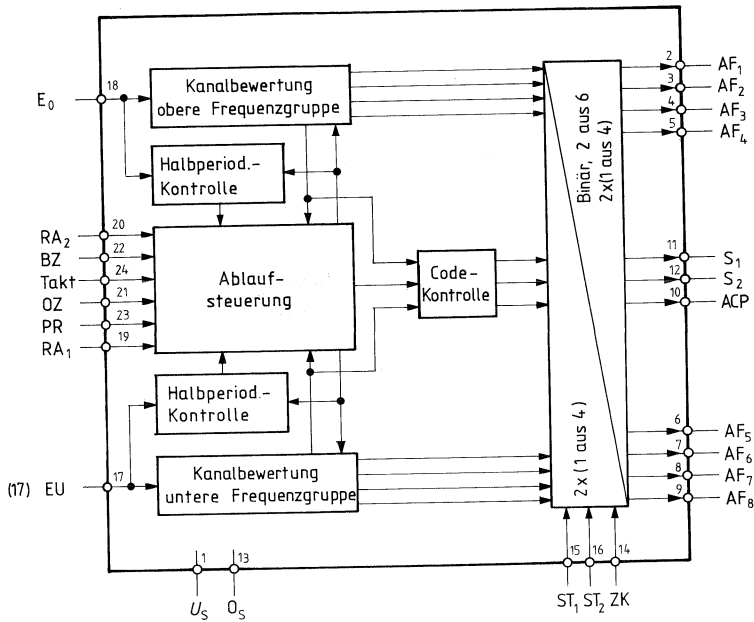 18
E₀
Kanalbewertung
obere Frequenzgruppe
Halbperiod.-
Kontrolle
20
RA₂
22
BZ
24
Takt
21
OZ
23
PR
19
RA₁
Ablauf-
steuerung
Code-
Kontrolle
Halbperiod.-
Kontrolle
17
(17) EU
Kanalbewertung
untere Frequenzgruppe
2x(1 aus 4)
Binär, 2 aus 6
2x(1 aus 4)
2
AF₁
3
AF₂
4
AF₃
5
AF₄
11
S₁
12
S₂
10
ACP
6
AF₅
7
AF₆
8
AF₇
9
AF₈
1
U_S
13
O_S
15
ST₁
16
ST₂
14
ZK